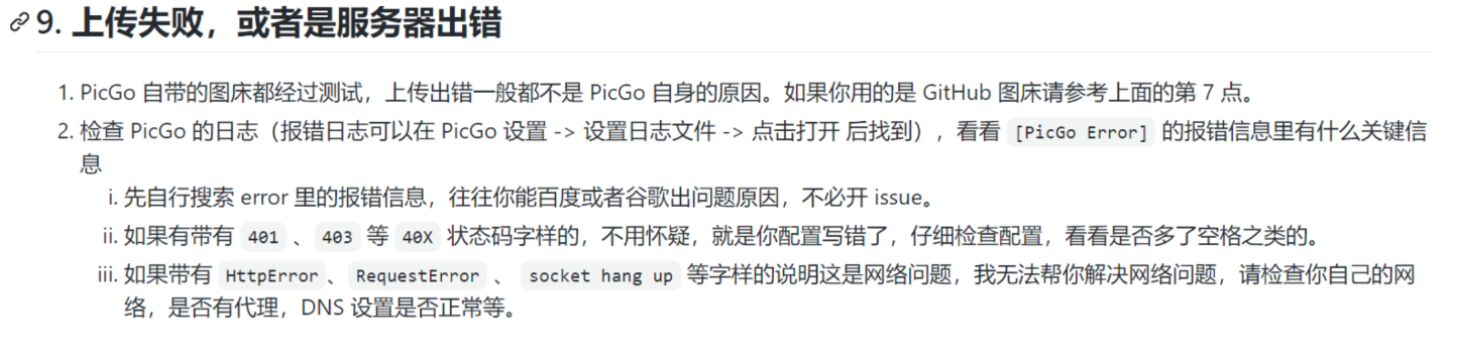 9. 上传失败，或者是服务器出错
1. PicGo 自带的图床都经过测试，上传出错一般都不是 PicGo 自身的原因。如果你用的是 GitHub 图床请参考上面的第 7 点。
2. 检查 PicGo 的日志（报错日志可以在 PicGo 设置 -> 设置日志文件 -> 点击打开 后找到），看看 [PicGo Error] 的报错信息里有什么关键信
息
i. 先自行搜索 error 里的报错信息，往往你能百度或者谷歌出问题原因，不必开 issue。
ii. 如果有带有 401 、 403 等 40X 状态码字样的，不用怀疑，就是你配置写错了，仔细检查配置，看看是否多了空格之类的。
iii. 如果带有 HttpError、 RequestError 、 socket hang up 等字样的说明这是网络问题，我无法帮你解决网络问题，请检查你自己的网
络，是否有代理，DNS 设置是否正常等。